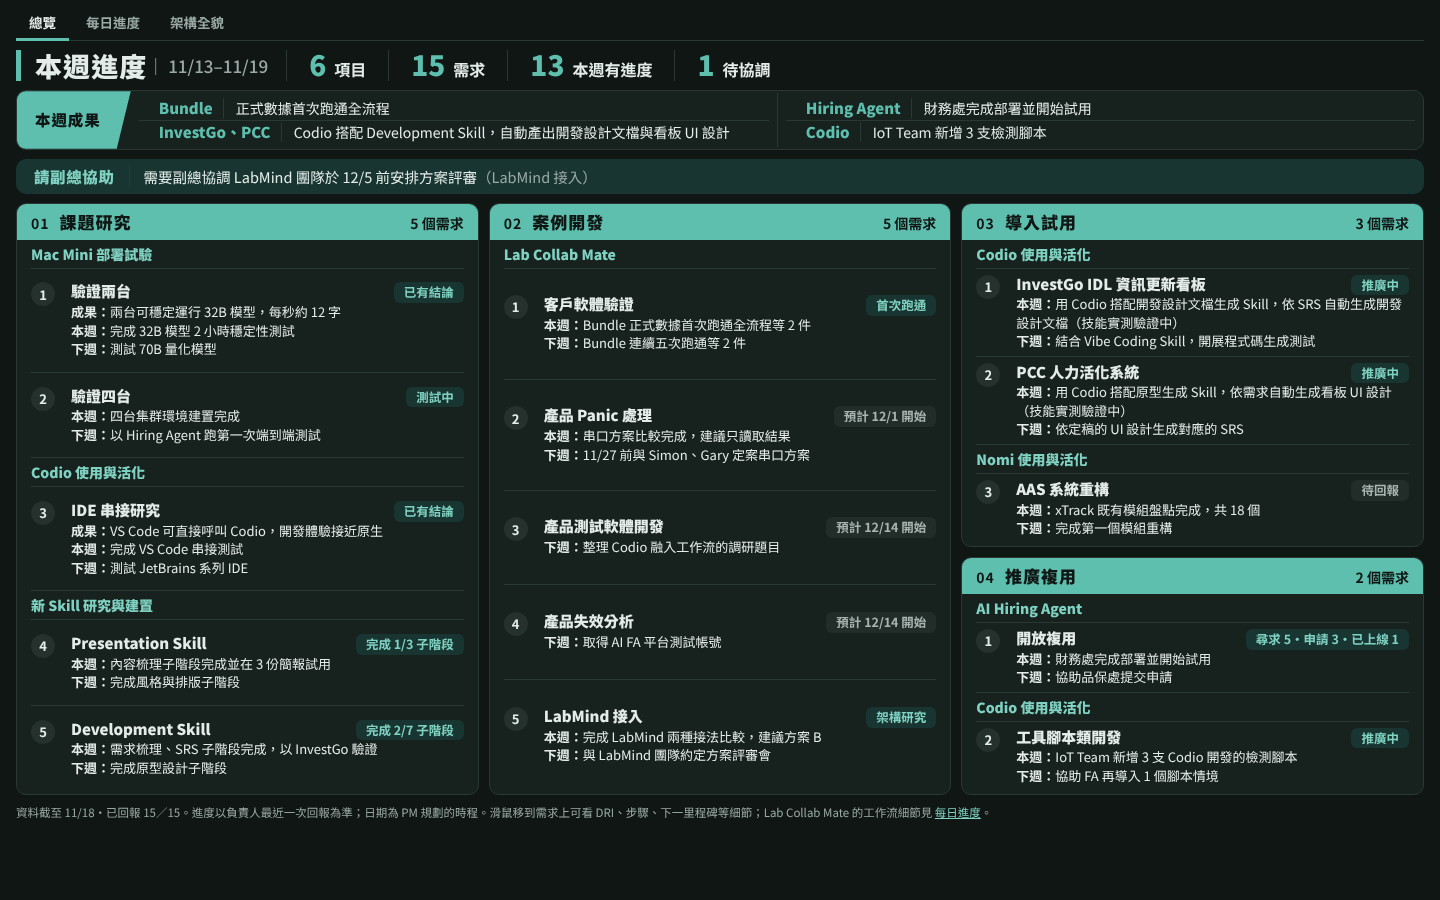 總覽 每日進度 架構全貌
本週進度 | 11/13–11/19 6 項目 15 需求 13 本週有進度 1 待協調
本週成果
Bundle 正式數據首次跑通全流程
InvestGo、PCC Codio 搭配 Development Skill，自動產出開發設計文檔與看板 UI 設計
Hiring Agent 財務處完成部署並開始試用
Codio IoT Team 新增 3 支檢測腳本
請副總協助 需要副總協調 LabMind 團隊於 12/5 前安排方案評審（LabMind 接入）
01 課題研究 5 個需求
Mac Mini 部署試驗
1 驗證兩台 已有結論
成果：兩台可穩定運行 32B 模型，每秒約 12 字
本週：完成 32B 模型 2 小時穩定性測試
下週：測試 70B 量化模型
2 驗證四台 測試中
本週：四台集群環境建置完成
下週：以 Hiring Agent 跑第一次端到端測試
Codio 使用與活化
3 IDE 串接研究 已有結論
成果：VS Code 可直接呼叫 Codio，開發體驗接近原生
本週：完成 VS Code 串接測試
下週：測試 JetBrains 系列 IDE
新 Skill 研究與建置
4 Presentation Skill 完成 1/3 子階段
本週：內容梳理子階段完成並在 3 份簡報試用
下週：完成風格與排版子階段
5 Development Skill 完成 2/7 子階段
本週：需求梳理、SRS 子階段完成，以 InvestGo 驗證
下週：完成原型設計子階段
02 案例開發 5 個需求
Lab Collab Mate
1 客戶軟體驗證 首次跑通
本週：Bundle 正式數據首次跑通全流程等 2 件
下週：Bundle 連續五次跑通等 2 件
2 產品 Panic 處理 預計 12/1 開始
本週：串口方案比較完成，建議只讀取結果
下週：11/27 前與 Simon、Gary 定案串口方案
3 產品測試軟體開發 預計 12/14 開始
下週：整理 Codio 融入工作流的調研題目
4 產品失效分析 預計 12/14 開始
下週：取得 AI FA 平台測試帳號
5 LabMind 接入 架構研究
本週：完成 LabMind 兩種接法比較，建議方案 B
下週：與 LabMind 團隊約定方案評審會
03 導入試用 3 個需求
Codio 使用與活化
1 InvestGo IDL 資訊更新看板 推廣中
本週：用 Codio 搭配開發設計文檔生成 Skill，依 SRS 自動生成開發
設計文檔（技能實測驗證中）
下週：結合 Vibe Coding Skill，開展程式碼生成測試
2 PCC 人力活化系統 推廣中
本週：用 Codio 搭配原型生成 Skill，依需求自動生成看板 UI 設計
（技能實測驗證中）
下週：依定稿的 UI 設計生成對應的 SRS
Nomi 使用與活化
3 AAS 系統重構 待回報
本週：xTrack 既有模組盤點完成，共 18 個
下週：完成第一個模組重構
04 推廣複用 2 個需求
AI Hiring Agent
1 開放複用 尋求 5・申請 3・已上線 1
本週：財務處完成部署並開始試用
下週：協助品保處提交申請
Codio 使用與活化
2 工具腳本類開發 推廣中
本週：IoT Team 新增 3 支 Codio 開發的檢測腳本
下週：協助 FA 再導入 1 個腳本情境
資料截至 11/18・已回報 15／15。進度以負責人最近一次回報為準；日期為 PM 規劃的時程。滑鼠移到需求上可看 DRI、步驟、下一里程碑等細節；Lab Collab Mate 的工作流細節見 每日進度。